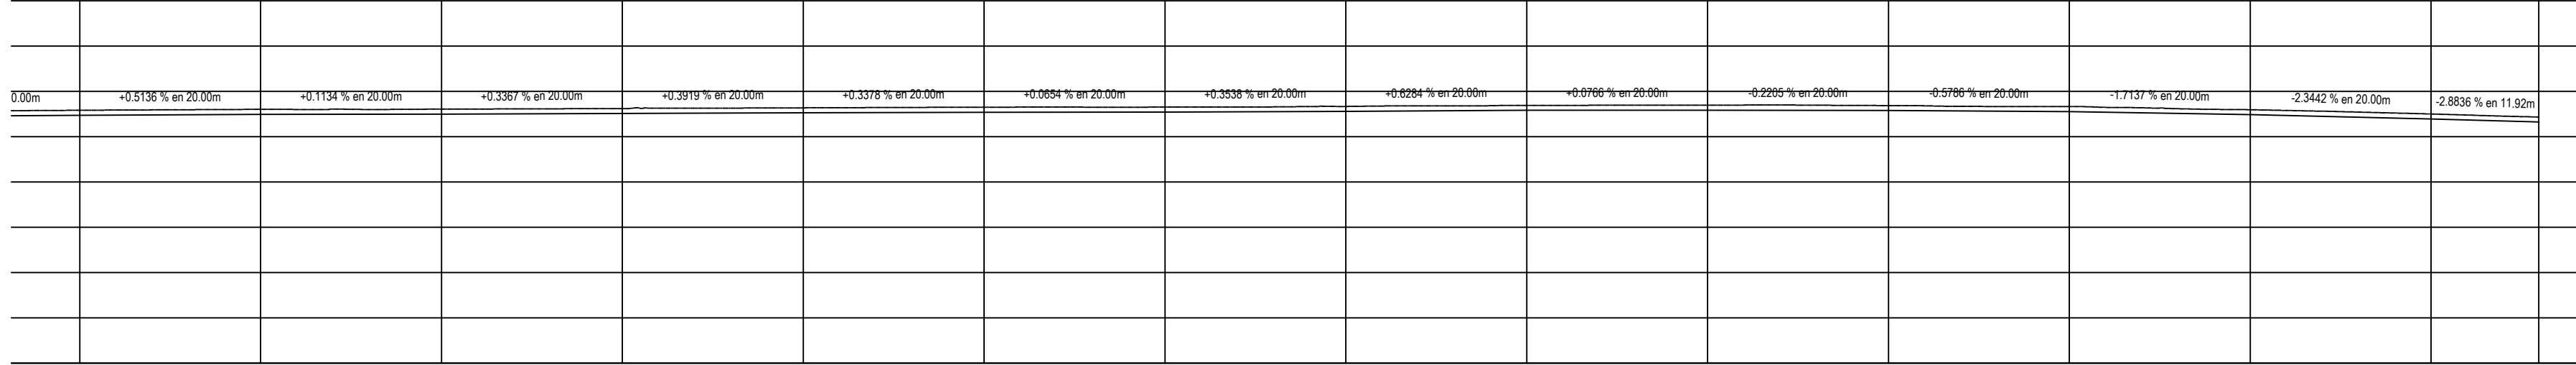 0.00m
+0.5136 % en 20.00m
+0.1134 % en 20.00m
+0.3367 % en 20.00m
+0.3919 % en 20.00m
+0.3378 % en 20.00m
+0.0654 % en 20.00m
+0.3538 % en 20.00m
+0.6284 % en 20.00m
+0.0766 % en 20.00m
-0.2205 % en 20.00m
-0.5786 % en 20.00m
-1.7137 % en 20.00m
-2.3442 % en 20.00m
-2.8836 % en 11.92m